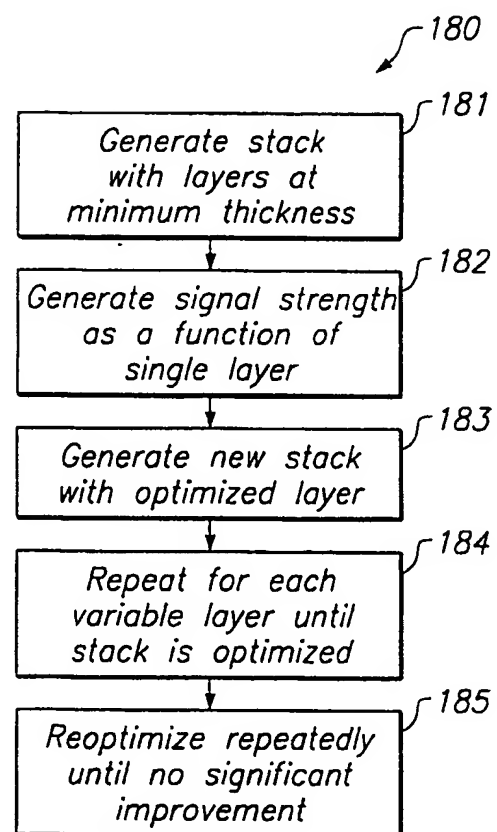 180
181
Generate stack
with layers at
minimum thickness
182
Generate signal strength
as a function of
single layer
183
Generate new stack
with optimized layer
184
Repeat for each
variable layer until
stack is optimized
185
Reoptimize repeatedly
until no significant
improvement